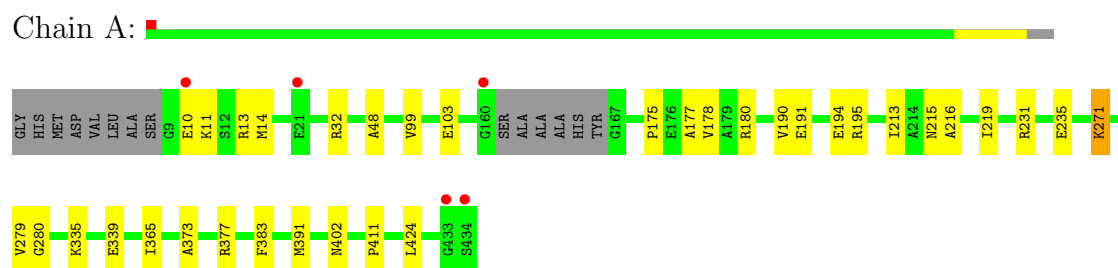 Chain A:
GLY HIS MET ASP VAL LEU ALA SER G9 E10 K11 S12 R13 M14 E21 R32 A48 V99 E103 G160 SER ALA ALA ALA HIS TYR G167 P175 E176 A177 V178 A179 R180 V190 E191 E194 R195 I213 A214 N215 A216 I219 R231 E235 K271
V279 G280 K335 E339 I365 A373 R377 F383 M391 N402 P411 L424 G433 S434